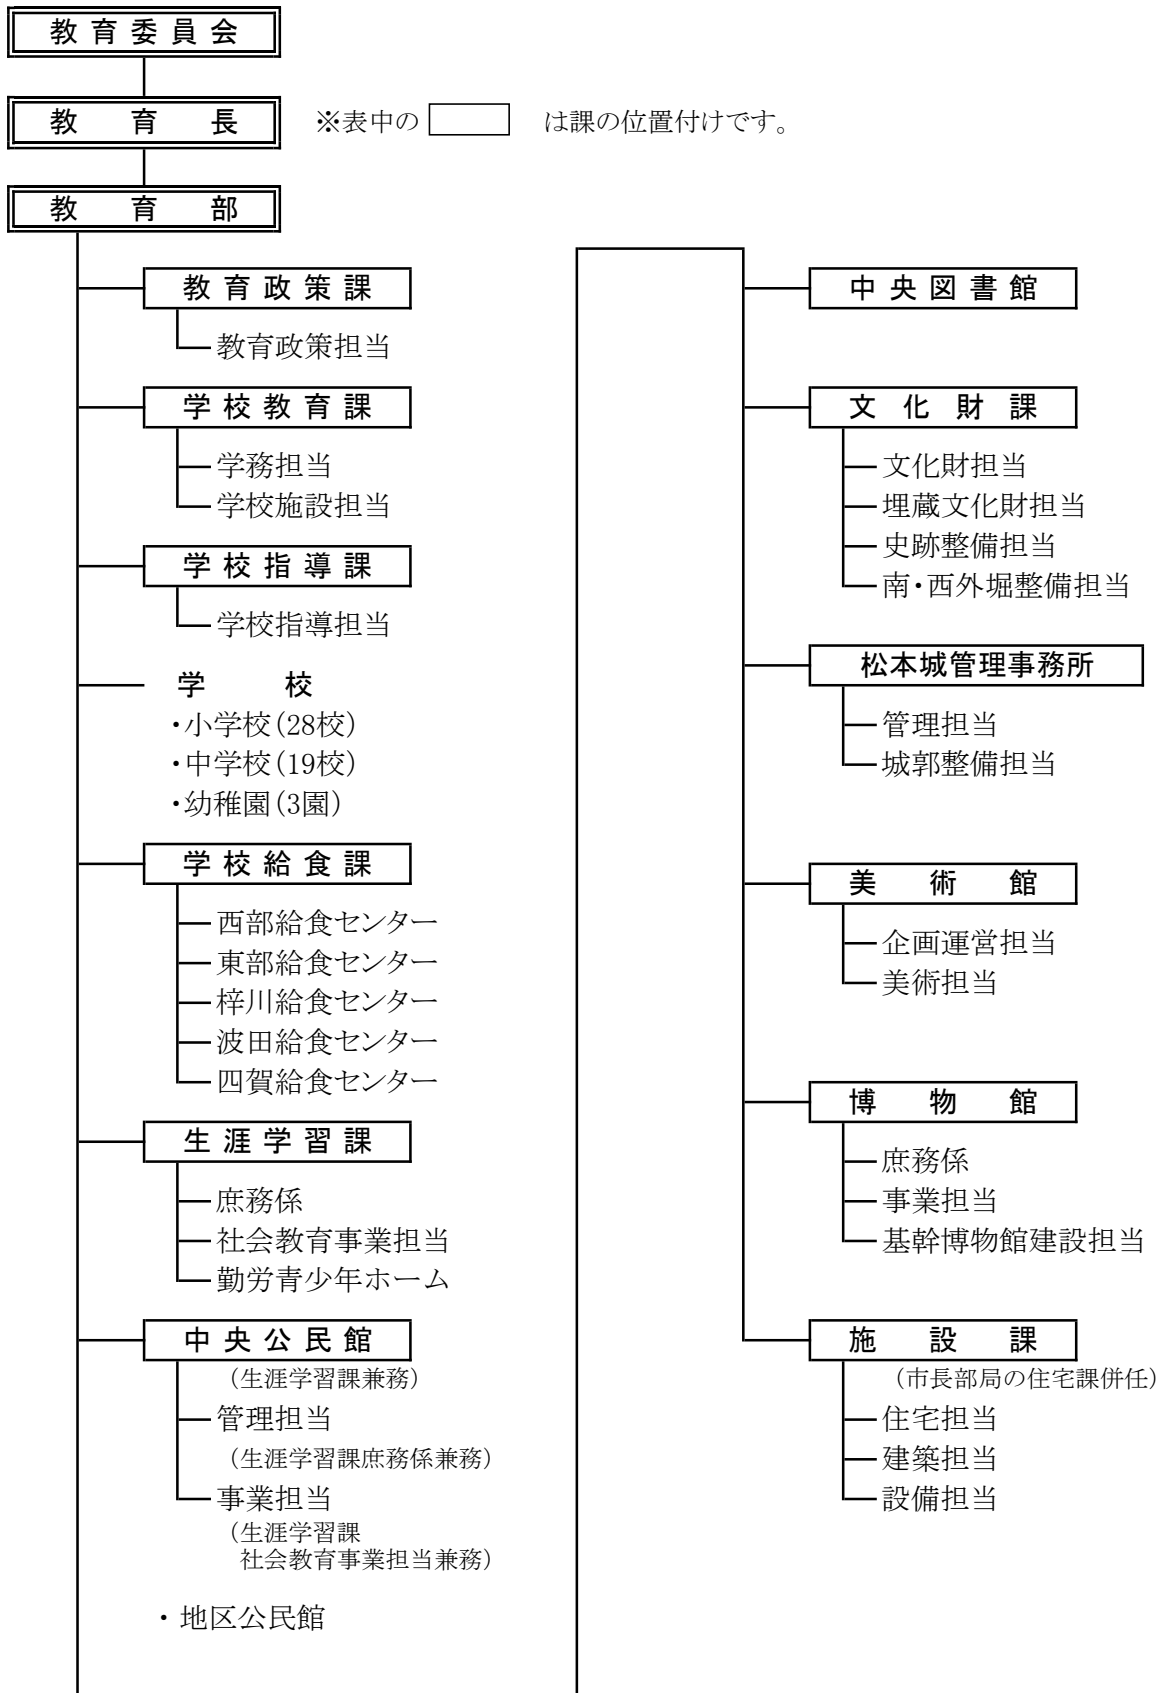 教育委員会
教育長
※表中の　は課の位置付けです。
教育部
教育政策課
教育政策担当
学校教育課
学務担当
学校施設担当
学校指導課
学校指導担当
学校
・小学校(28校)
・中学校(19校)
・幼稚園(3園)
学校給食課
西部給食センター
東部給食センター
梓川給食センター
波田給食センター
四賀給食センター
生涯学習課
庶務係
社会教育事業担当
勤労青少年ホーム
中央公民館
(生涯学習課兼務)
管理担当
(生涯学習課庶務係兼務)
事業担当
(生涯学習課
社会教育事業担当兼務)
・地区公民館
中央図書館
文化財課
文化財担当
埋蔵文化財担当
史跡整備担当
南・西外堀整備担当
松本城管理事務所
管理担当
城郭整備担当
美術館
企画運営担当
美術担当
博物館
庶務係
事業担当
基幹博物館建設担当
施設課
(市長部局の住宅課併任)
住宅担当
建築担当
設備担当